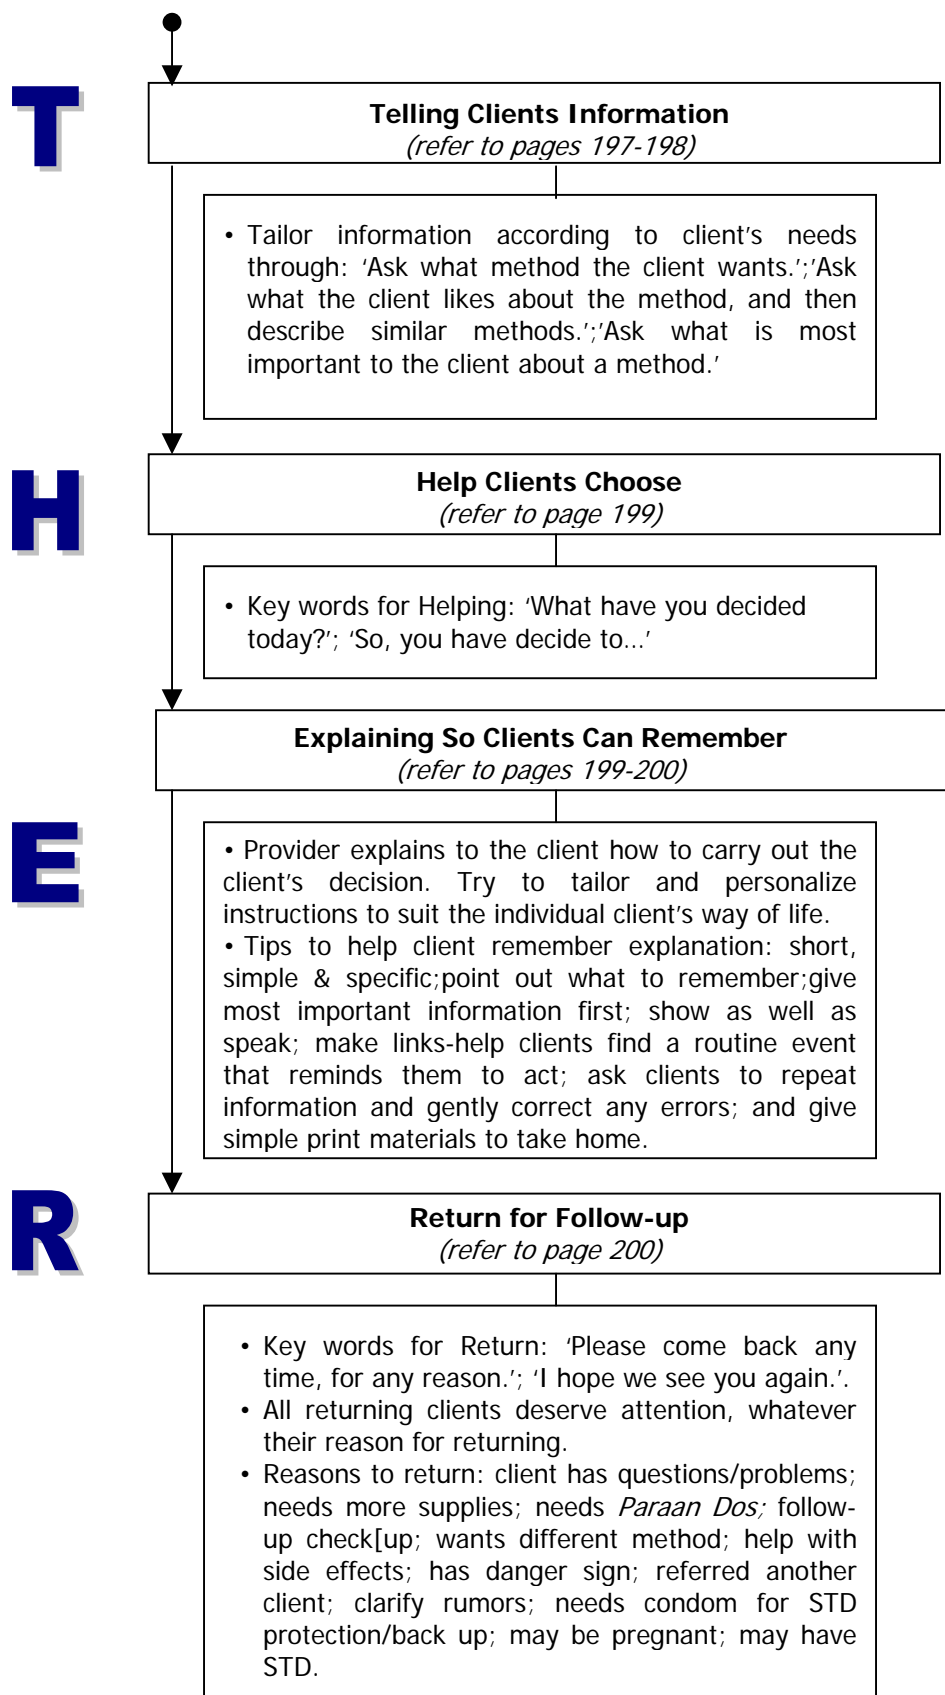 T
Telling Clients Information
(refer to pages 197-198)
• Tailor information according to client's needs
through: ‘Ask what method the client wants.’;’Ask
what the client likes about the method, and then
describe similar methods.’;’Ask what is most
important to the client about a method.’
H
Help Clients Choose
(refer to page 199)
• Key words for Helping: ‘What have you decided
today?’; ‘So, you have decide to...’
Explaining So Clients Can Remember
(refer to pages 199-200)
E
• Provider explains to the client how to carry out the
client’s decision. Try to tailor and personalize
instructions to suit the individual client’s way of life.
• Tips to help client remember explanation: short,
simple & specific;point out what to remember;give
most important information first; show as well as
speak; make links-help clients find a routine event
that reminds them to act; ask clients to repeat
information and gently correct any errors; and give
simple print materials to take home.
R
Return for Follow-up
(refer to page 200)
• Key words for Return: ‘Please come back any
time, for any reason.’; ‘I hope we see you again.’.
• All returning clients deserve attention, whatever
their reason for returning.
• Reasons to return: client has questions/problems;
needs more supplies; needs Paraan Dos; follow-
up check[up; wants different method; help with
side effects; has danger sign; referred another
client; clarify rumors; needs condom for STD
protection/back up; may be pregnant; may have
STD.